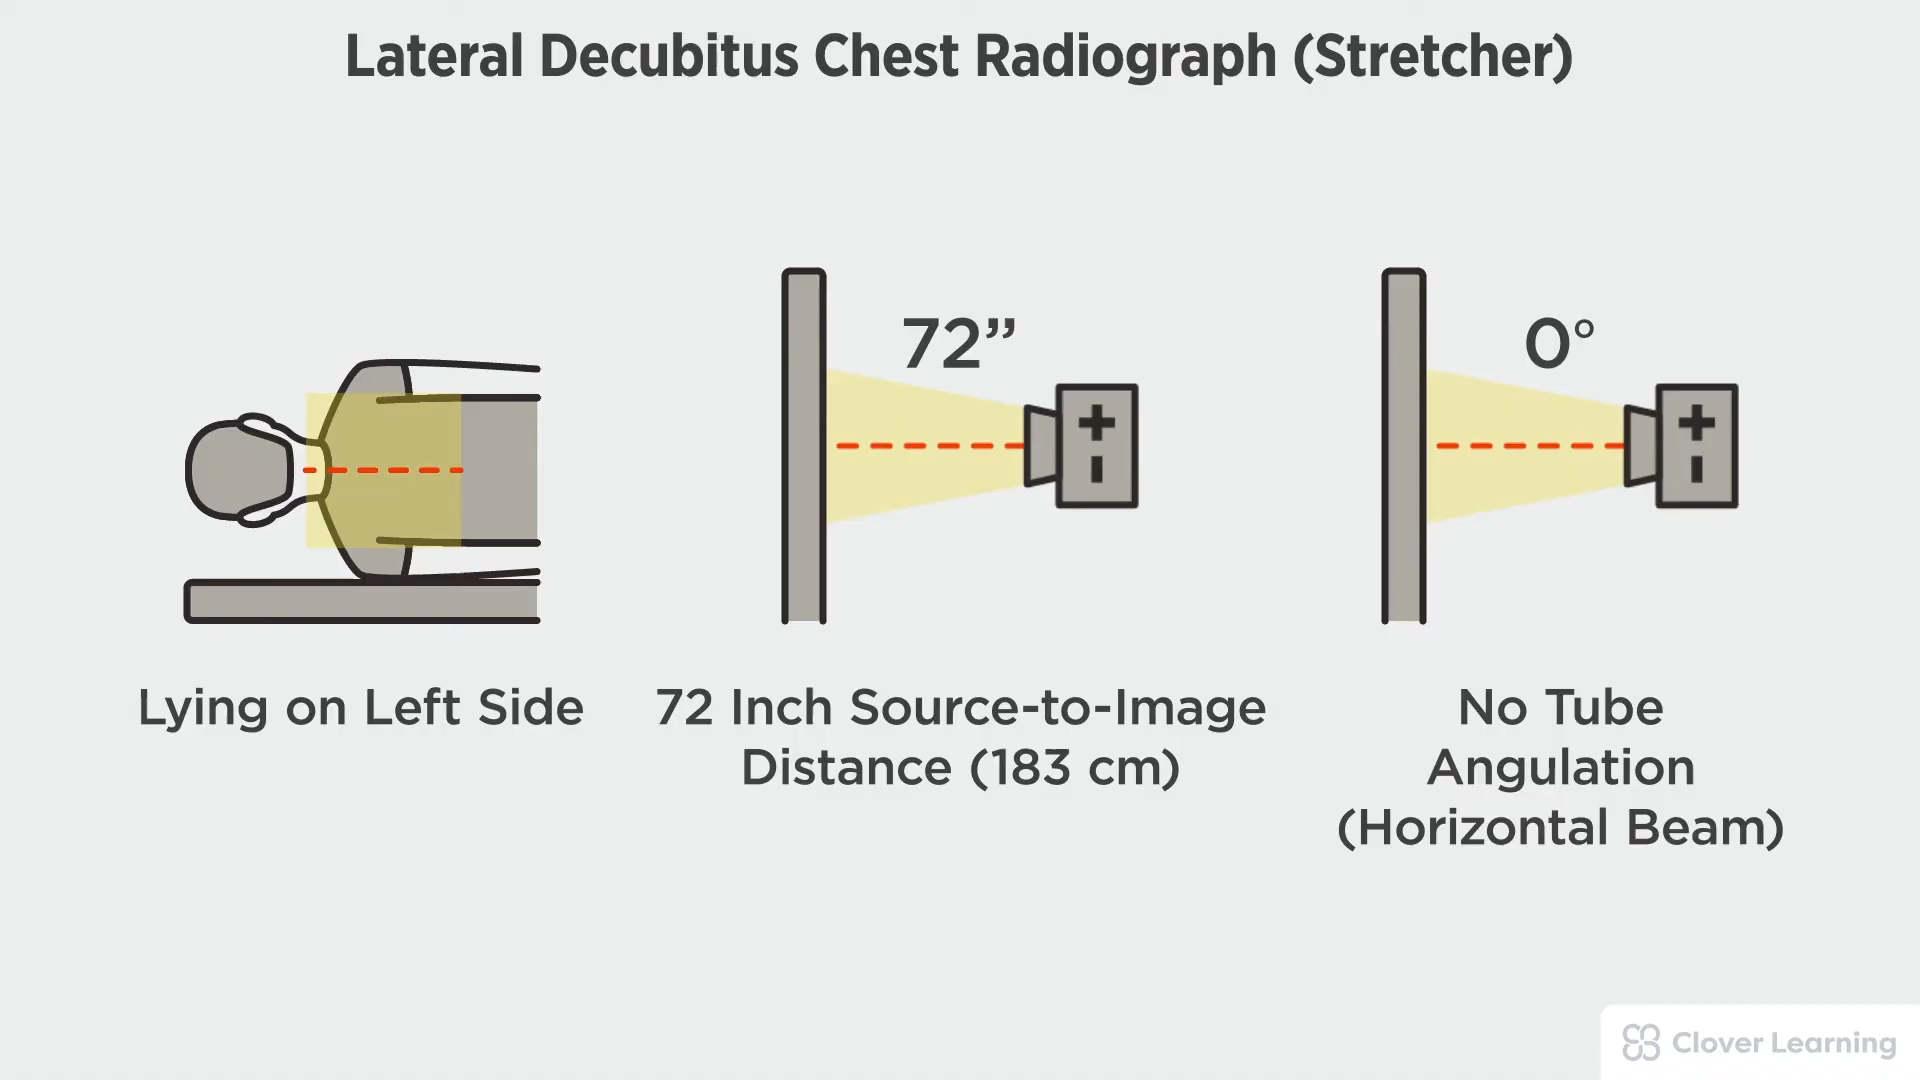 Lateral Decubitus Chest Radiograph (Stretcher)
72”
0°
Lying on Left Side
72 Inch Source-to-Image
Distance (183 cm)
No Tube
Angulation
(Horizontal Beam)
Clover Learning